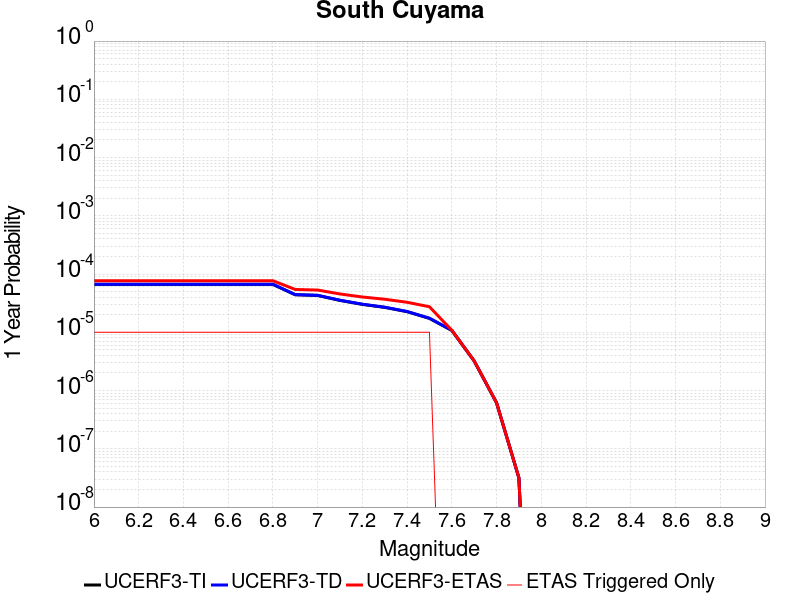 South Cuyama
10^0
10^-1
10^-2
10^-3
10^-4
10^-5
10^-6
10^-7
10^-8
1 Year Probability
6 6.2 6.4 6.6 6.8 7 7.2 7.4 7.6 7.8 8 8.2 8.4 8.6 8.8 9
Magnitude
UCERF3-TI UCERF3-TD UCERF3-ETAS ETAS Triggered Only